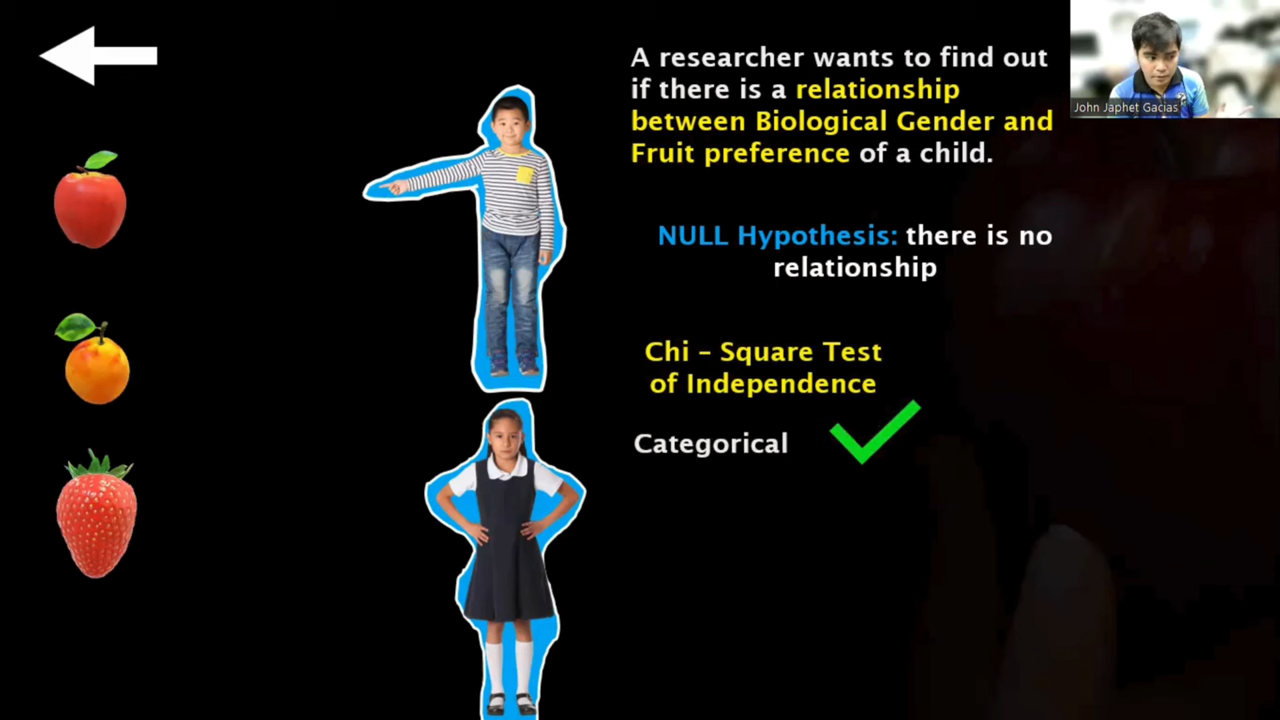 A researcher wants to find out
if there is a relationship
between Biological Gender and
Fruit preference of a child.
John Japhet Gacias
NULL Hypothesis: there is no
relationship
Chi – Square Test
of Independence
Categorical